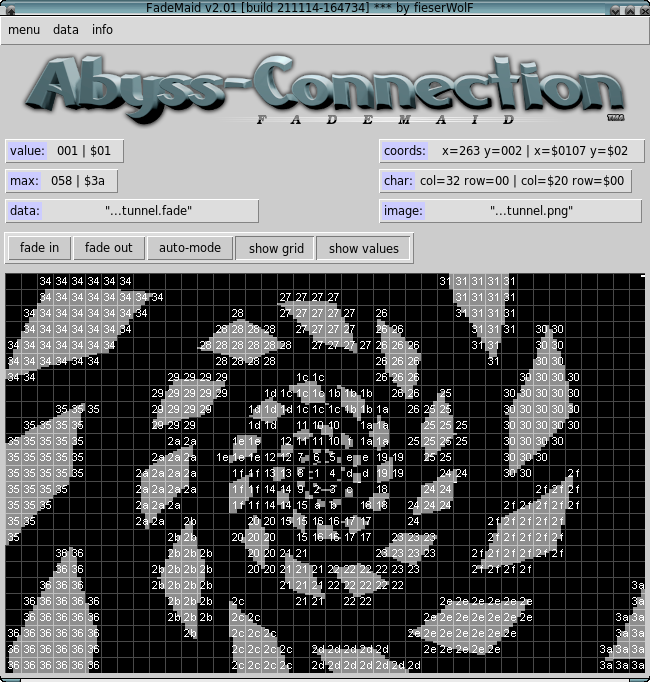 FadeMaid v2.01 [build 211114-164734] *** by fieserWolF
menu data info
Abyss-Connection
FADEMAID
value: 001 | $01 coords: x=263 y=002 | x=$0107 y=$02
max: 058 | $3a char: col=32 row=00 | col=$20 row=$00
data: "...tunnel.fade" image: "...tunnel.png"
fade in fade out auto-mode show grid show values
34 34 34 34 34 34 31 31 31 31 31
34 34 34 34 34 34 34 34 34 27 27 27 27 31 31 31 31
34 34 34 34 34 34 34 34 28 27 27 27 27 27 26 31 31 31 31
34 34 34 34 34 34 34 28 28 28 28 27 27 27 27 26 26 31 31 31 30 30
34 34 34 34 34 34 34 28 28 28 28 28 27 27 27 27 26 26 26 31 31 30 30
34 34 34 34 34 34 28 28 28 28 26 26 26 31 30 30
34 34 29 29 29 29 1c 1c 26 26 26 30 30 30 30
29 29 29 29 1d 1c 1c 1c 1b 1b 1b 26 26 25 30 30 30 30 30
35 35 35 29 29 29 29 1d 1d 1c 1c 1c 1b 1b 1a 26 25 25 25 30 30 30 30 30
35 35 35 35 29 29 29 1d 1d 11 10 10 1a 1a 25 25 25 30 30 30 30 30
35 35 35 35 35 2a 2a 1e 1e 12 11 11 10 1 1a 1a 25 25 25 25 30 30 30 30
35 35 35 35 35 2a 2a 2a 1e 1e 1e 12 12 7 6 5 e e 19 19 25 25 30 30 30
35 35 35 35 35 2a 2a 2a 2a 1f 1f 13 13 1 4 d d 19 19 24 24 30 30 2f
35 35 35 35 2a 2a 2a 2a 1f 1f 14 14 9 2 3 18 24 24 2f 2f 2f
35 35 35 2a 2a 2a 1f 1f 14 14 15 a b 18 18 24 24 24 2f 2f 2f 2f 2f
35 35 2a 2a 2b 20 20 15 15 16 16 17 17 24 2f 2f 2f 2f 2f
35 2b 2b 20 20 20 15 16 16 17 17 23 23 23 2f 2f 2f 2f 2f
36 36 2b 2b 2b 20 20 21 21 23 23 23 23 2f 2f 2f 2f 2f 2f
36 36 36 2b 2b 2b 2b 20 20 21 21 21 22 22 22 22 23 23 2f 2f 2f 2f
36 36 36 36 2b 2b 2b 2b 21 21 21 22 22 22 22 22 3a
36 36 36 36 36 2b 2b 2b 2c 21 21 22 22 2e 2e 2e 2e 2e 2e 3a
36 36 36 36 36 2b 2b 2c 2c 2e 2e 2e 2e 2e 2e 2e 3a 3a
36 36 36 36 36 36 2b 2c 2c 2c 2e 2e 2e 2e 2e 2e 2e 3a 3a
36 36 36 36 36 36 2c 2c 2c 2d 2d 2d 2d 2d 2e 2e 2e 2e 2e 3a 3a 3a
36 36 36 36 36 36 2c 2c 2c 2c 2d 2d 2d 2d 2d 2d 2d 3a 3a 3a